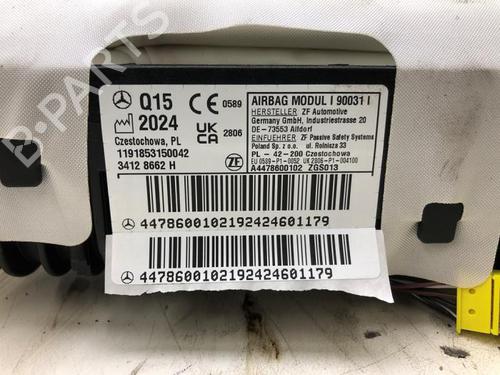 Q15
0589
2024
UK
CA
2806
Czestochowa, PL
1191853150042
3412 8662 H
ZF
AIRBAG MODUL I 90031 I
HERSTELLER ZF Automotive
Germany GmbH, Industriestrasse 20
DE-73553 Alfdorf
EINFUEHRER ZF Passive Safety Systems
Poland Sp. z o.o. ul. Rolnicza 33
PL - 42-200 Czestochowa
EU 0589-P1-0052 UK 2806-P1-004100
A4478600102 ZGS013
4478600102192424601179
4478600102192424601179